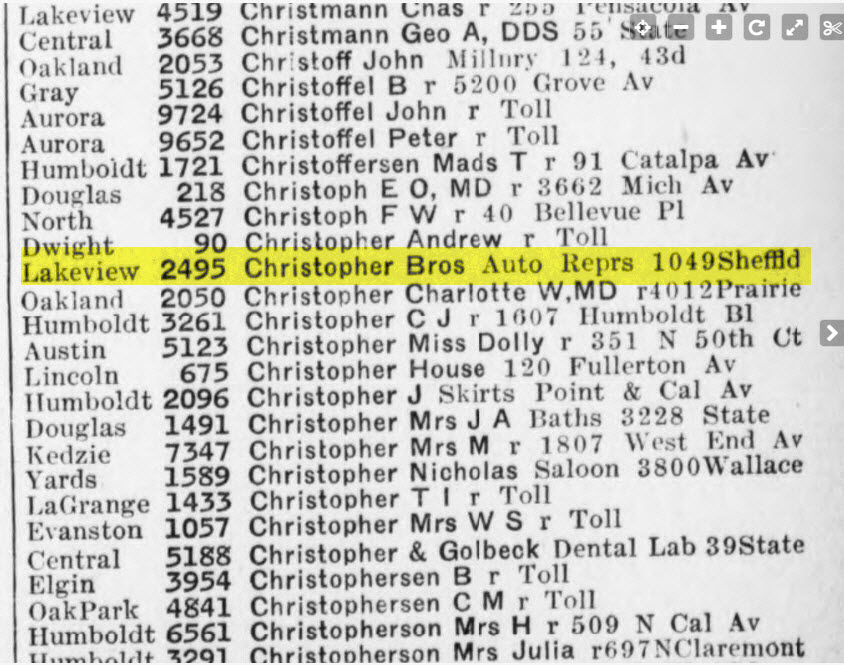 Lakeview 4519 Christmann Chas r 255 Pensacola Av
Central 3668 Christmann Geo A, DDS 55 State
Oakland 2053 Christoff John Millnry 124, 43d
Gray 5126 Christoffel B r 5200 Grove Av
Aurora 9724 Christoffel John r Toll
Aurora 9652 Christoffel Peter r Toll
Humboldt 1721 Christoffersen Mads T r 91 Catalpa Av
Douglas 218 Christoph E O, MD r 3662 Mich Av
North 4527 Christoph F W r 40 Bellevue Pl
Dwight 90 Christopher Andrew r Toll
Lakeview 2495 Christopher Bros Auto Reprs 1049Sheffld
Oakland 2050 Christopher Charlotte W,MD r4012Prairie
Humboldt 3261 Christopher C J r 1607 Humboldt Bl
Austin 5123 Christopher Miss Dolly r 351 N 50th Ct
Lincoln 675 Christopher House 120 Fullerton Av
Humboldt 2096 Christopher J Skirts Point & Cal Av
Douglas 1491 Christopher Mrs J A Baths 3228 State
Kedzie 7347 Christopher Mrs M r 1807 West End Av
Yards 1589 Christopher Nicholas Saloon 3800Wallace
LaGrange 1433 Christopher T I r Toll
Evanston 1057 Christopher Mrs W S r Toll
Central 5188 Christopher & Golbeck Dental Lab 39State
Elgin 3954 Christophersen B r Toll
OakPark 4841 Christophersen C M r Toll
Humboldt 6561 Christopherson Mrs H r 509 N Cal Av
Humboldt 3291 Christopherson Mrs Julia r697NClaremont